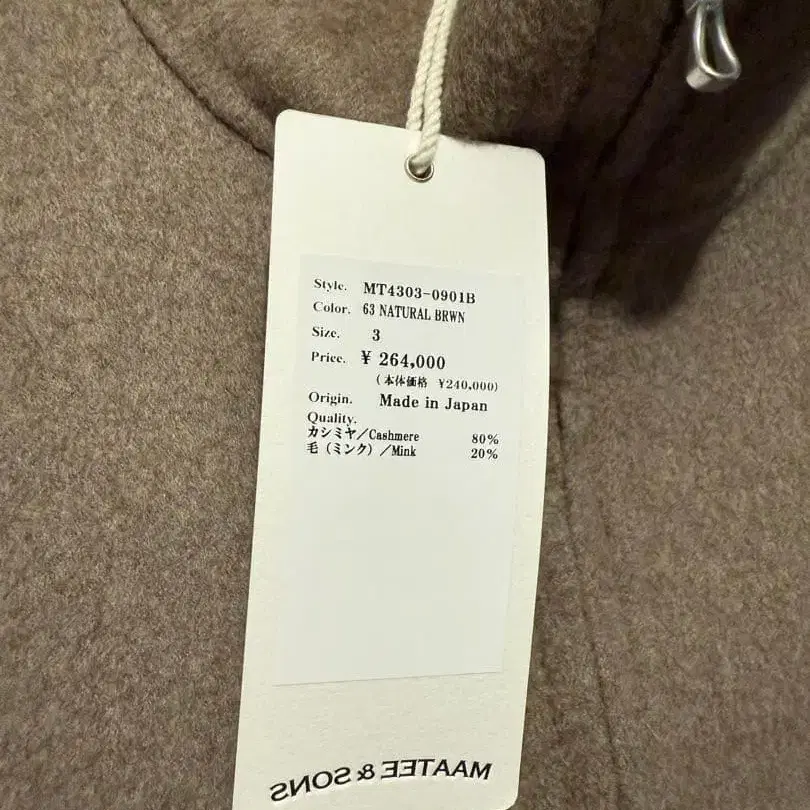 Style. MT4303-0901B
Color. 63 NATURAL BRWN
Size. 3
Price. ¥ 264,000
(本体価格 ¥240,000)
Origin. Made in Japan
Quality.
カシミヤ/Cashmere 80%
毛(ミンク)/Mink 20%
MAATEE & SONS